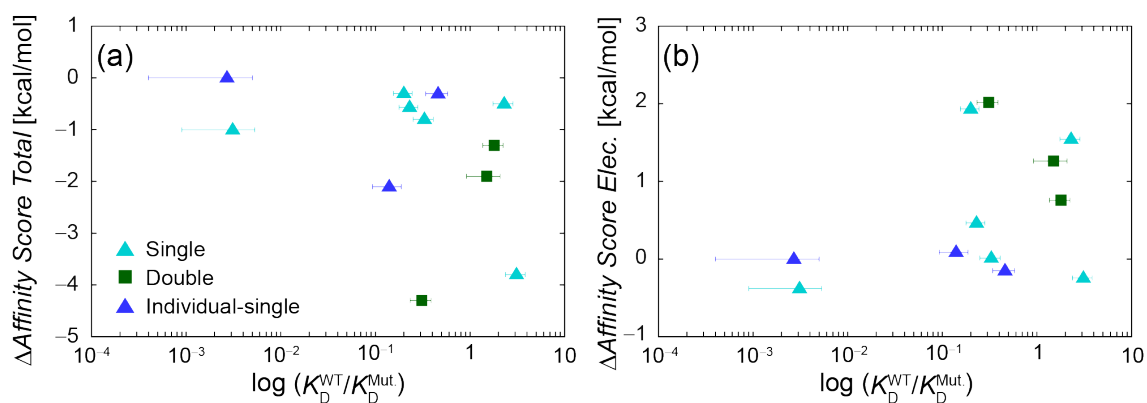 (a)
ΔAffinity Score Total [kcal/mol]
1
0
−1
−2
−3
−4
−5
Single
Double
Individual-single
10⁻⁴ 10⁻³ 10⁻² 10⁻¹ 1 10
log (K_D^WT/K_D^Mut.)
(b)
ΔAffinity Score Elec. [kcal/mol]
3
2
1
0
−1
10⁻⁴ 10⁻³ 10⁻² 10⁻¹ 1 10
log (K_D^WT/K_D^Mut.)